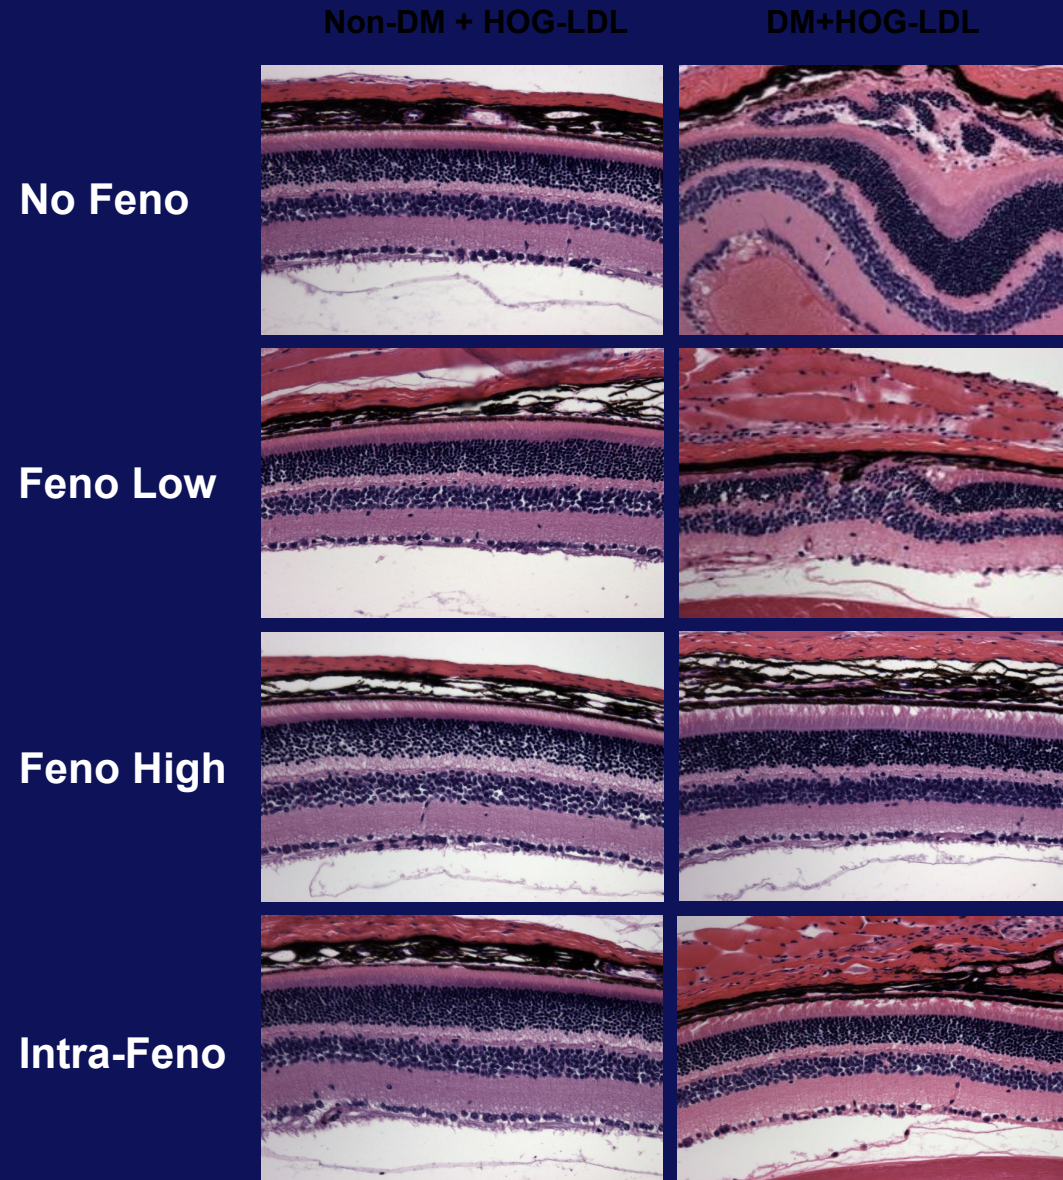 Non-DM + HOG-LDL
DM+HOG-LDL
No Feno
Feno Low
Feno High
Intra-Feno